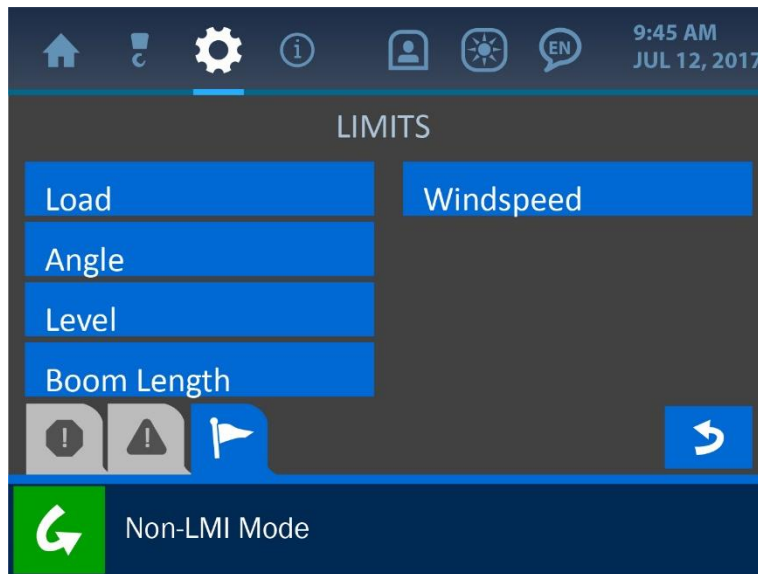 9:45 AM
EN
JUL 12, 2017
LIMITS
Load
Windspeed
Angle
Level
Boom Length
Non-LMI Mode